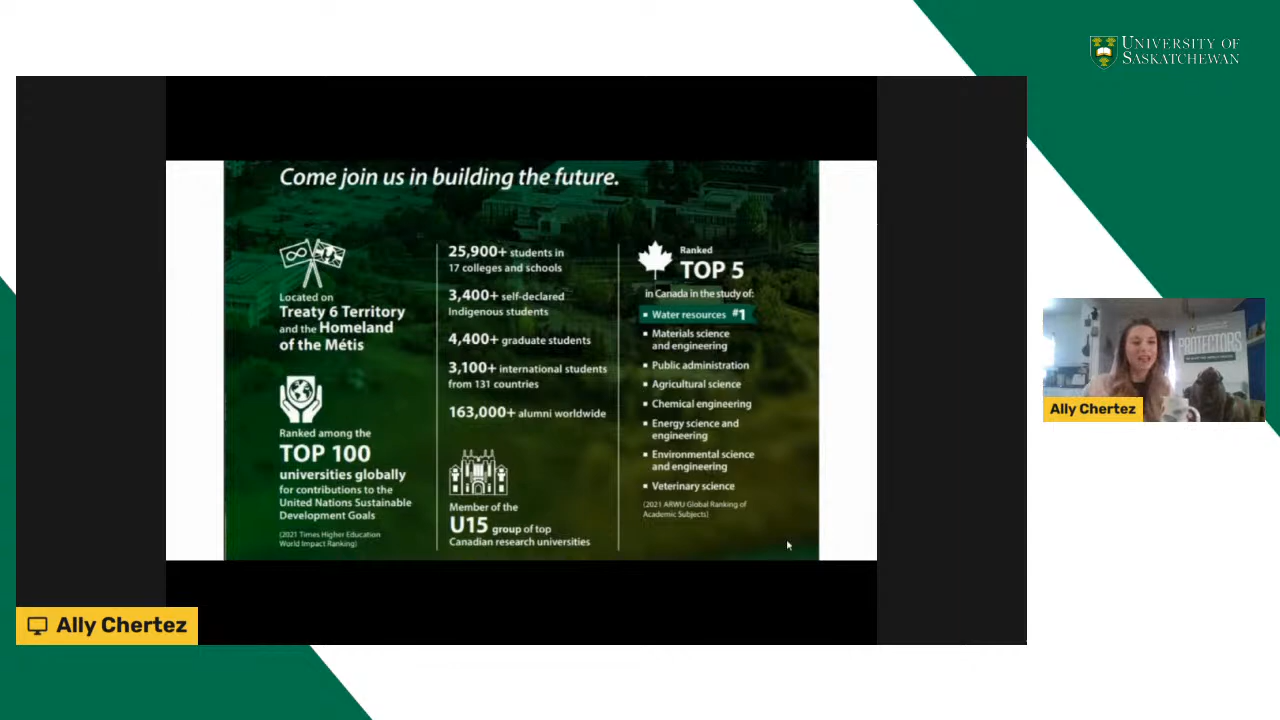 UNIVERSITY OF
SASKATCHEWAN
Come join us in building the future.
Located on
Treaty 6 Territory
and the Homeland
of the Métis
Ranked among the
TOP 100
universities globally
for contributions to the
United Nations Sustainable
Development Goals
(2021 Times Higher Education
World Impact Ranking)
25,900+ students in
17 colleges and schools
3,400+ self-declared
Indigenous students
4,400+ graduate students
3,100+ international students
from 131 countries
163,000+ alumni worldwide
Member of the
U15 group of top
Canadian research universities
Ranked
TOP 5
in Canada in the study of:
▪ Water resources #1
▪ Materials science
and engineering
▪ Public administration
▪ Agricultural science
▪ Chemical engineering
▪ Energy science and
engineering
▪ Environmental science
and engineering
▪ Veterinary science
(2021 ARWU Global Ranking of
Academic Subjects)
PROTECTORS
Ally Chertez
Ally Chertez